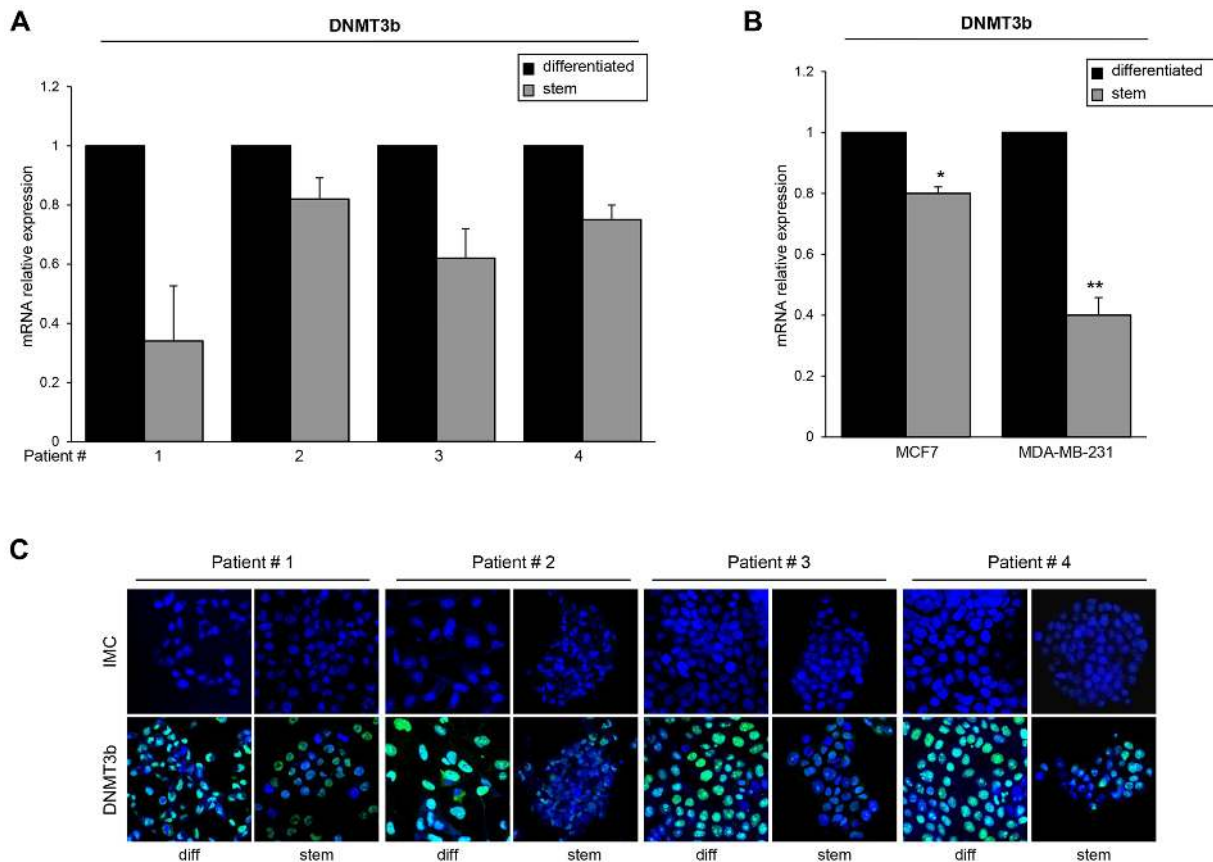 A
DNMT3b
differentiated
stem
mRNA relative expression
1.2
1
0.8
0.6
0.4
0.2
0
Patient # 1 2 3 4
B
DNMT3b
differentiated
stem
mRNA relative expression
1.2
1
0.8
0.6
0.4
0.2
0
*
**
MCF7 MDA-MB-231
C
Patient # 1 Patient # 2 Patient # 3 Patient # 4
IMC
DNMT3b
diff stem diff stem diff stem diff stem